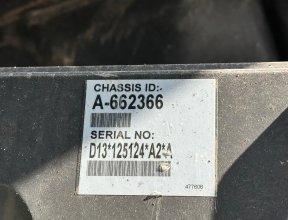 CHASSIS ID:
A-662366
SERIAL NO:
D13*125124*A2*A
477606